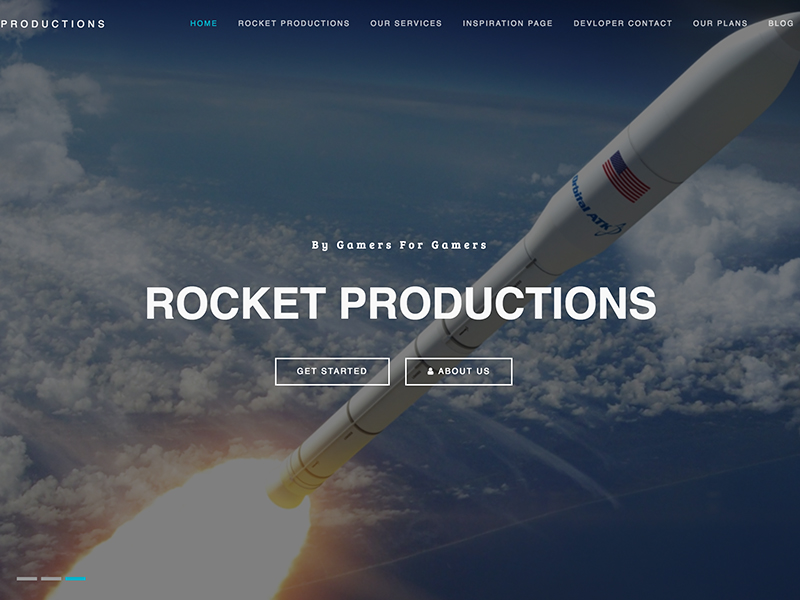 PRODUCTIONS
HOME ROCKET PRODUCTIONS OUR SERVICES INSPIRATION PAGE DEVLOPER CONTACT OUR PLANS BLOG
Orbital ATK
By Gamers For Gamers
ROCKET PRODUCTIONS
GET STARTED ABOUT US